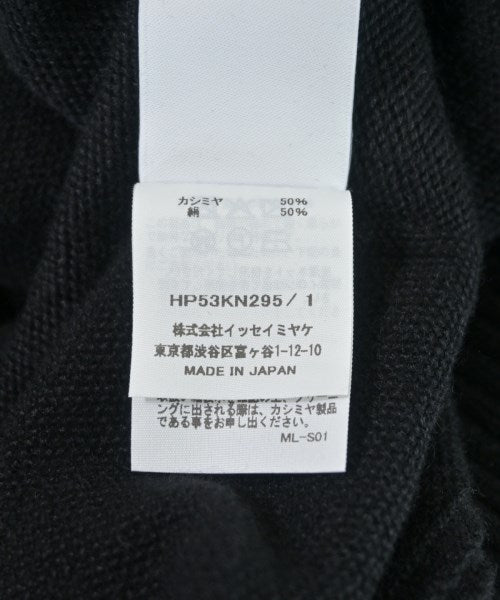 カシミヤ 50%
絹 50%
HP53KN295/ 1
株式会社イッセイミヤケ
東京都渋谷区富ヶ谷1-12-10
MADE IN JAPAN
ングに出される際は、カシミヤ製品
である事をお申し出ください。
ML-S01